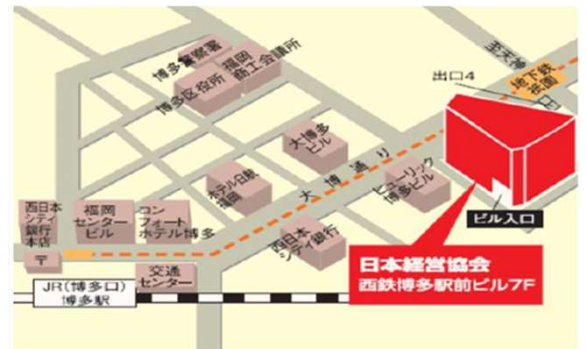 博多警察署
博多区役所
福岡
商工会議所
至天神
地下鉄
祇園
出口4
大博多
ビル
大博通り
ホテル日航
福岡
ヒューリック
博多ビル
ビル入口
西日本
シティ
銀行
本店
福岡
センター
ビル
コン
フォート
ホテル博多
西日本
シティ銀行
〒
交通
センター
JR(博多口)
博多駅
日本経営協会
西鉄博多駅前ビル7F